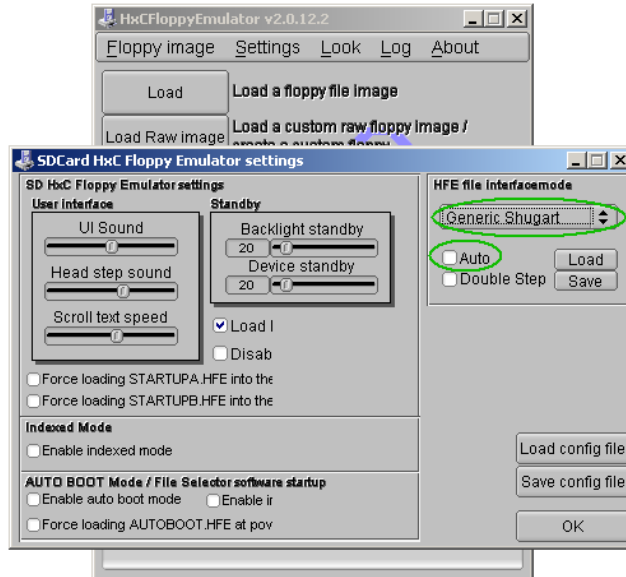 HxCFloppyEmulator v2.0.12.2
Floppy image Settings Look Log About
Load
Load a floppy file image
Load Raw image
Load a custom raw floppy image /
create a custom floppy
SDCard HxC Floppy Emulator settings
SD HxC Floppy Emulator settings
User interface
UI Sound
Head step sound
Scroll text speed
Standby
Backlight standby
20
Device standby
20
Load I
Disab
Force loading STARTUPA.HFE into the
Force loading STARTUPB.HFE into the
Indexed Mode
Enable indexed mode
AUTO BOOT Mode / File Selector software startup
Enable auto boot mode Enable ir
Force loading AUTOBOOT.HFE at pov
HFE file interfacemode
Generic Shugart
Auto
Load
Double Step
Save
Load config file
Save config file
OK